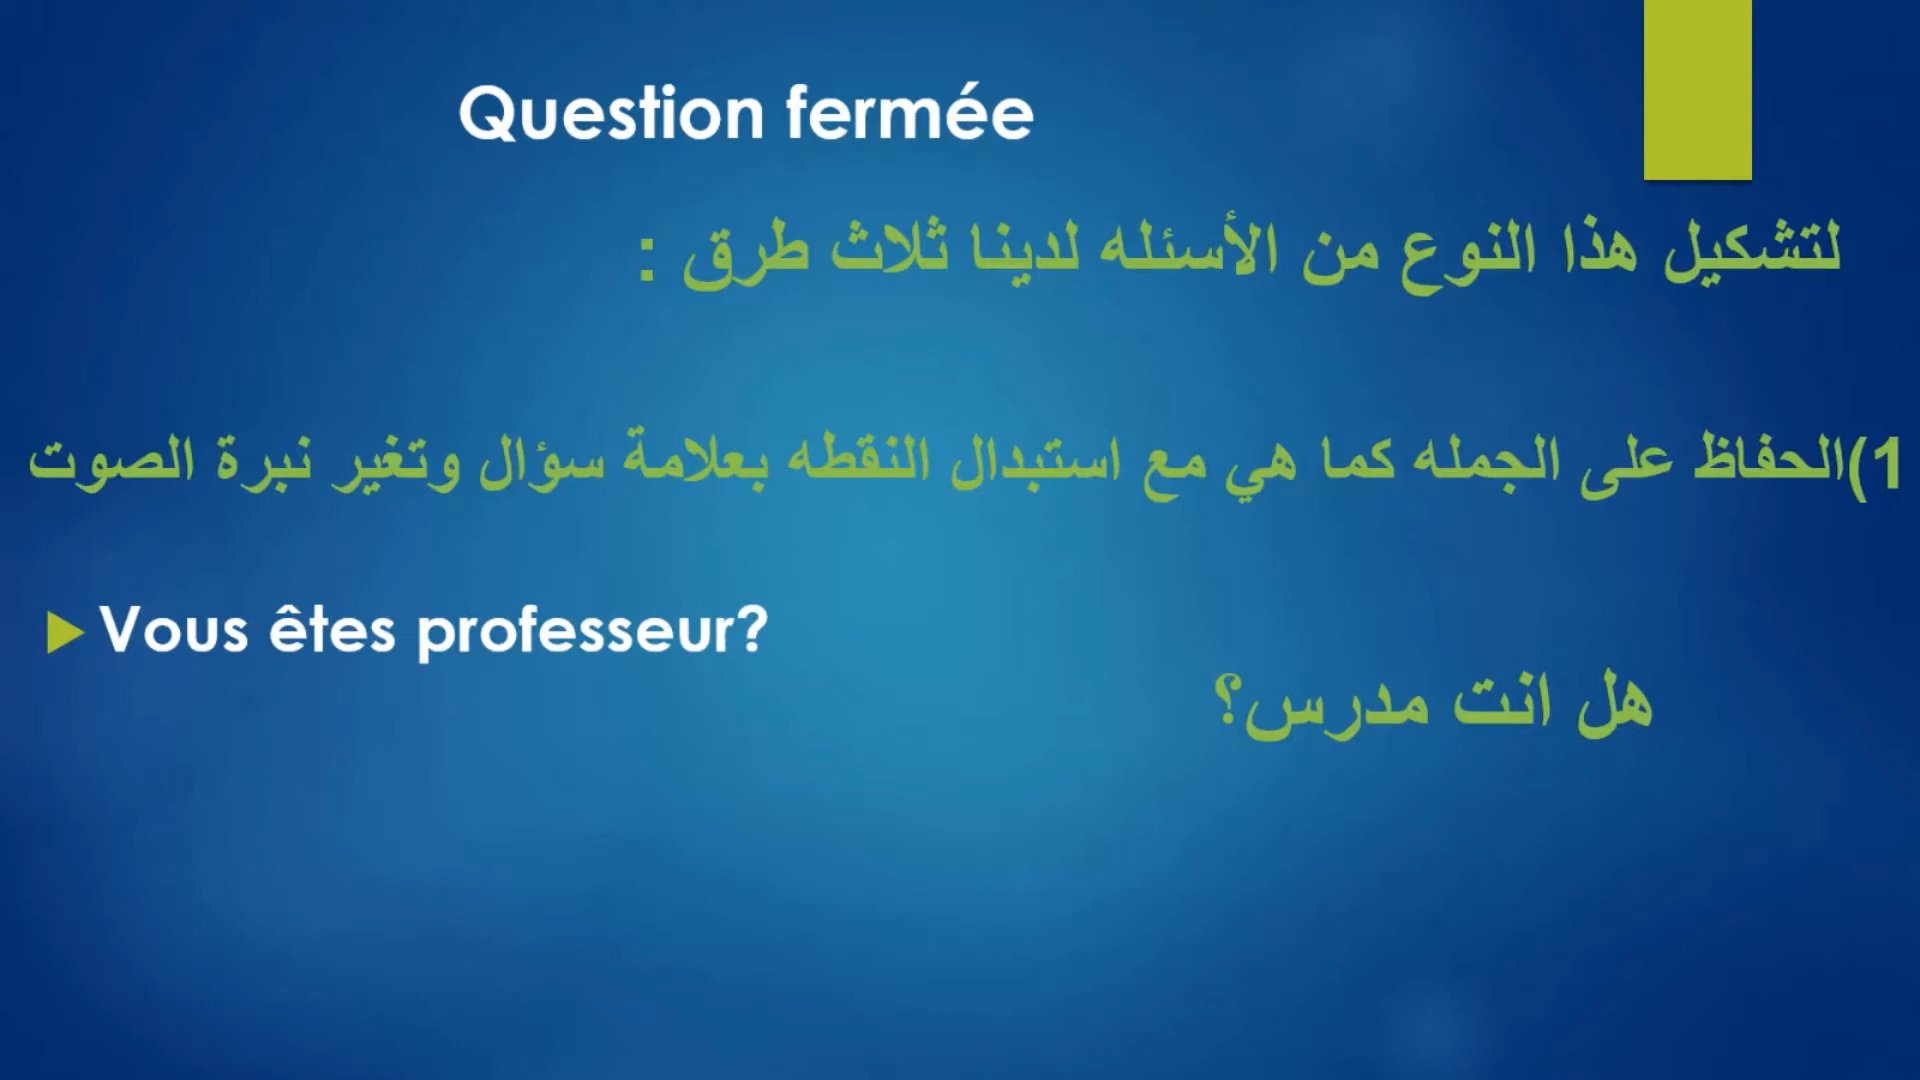 Question fermée
لتشكيل هذا النوع من الأسئله لدينا ثلاث طرق :
1)الحفاظ على الجمله كما هي مع استبدال النقطه بعلامة سؤال وتغير نبرة الصوت
Vous êtes professeur?
هل انت مدرس؟